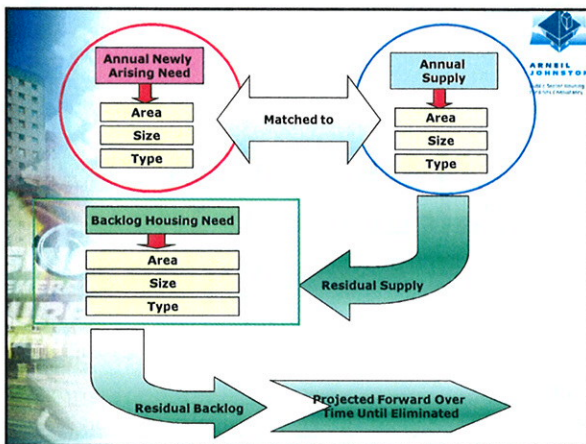 Annual Newly
Arising Need
Area
Size
Type
Matched to
Annual
Supply
Area
Size
Type
ARNEIL
JOHNSTON
Backlog Housing Need
Area
Size
Type
Residual Supply
Residual Backlog
Projected Forward Over
Time Until Eliminated